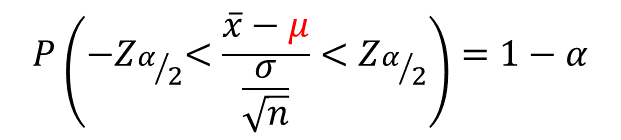 P(−Zα/2 < (x̄ − μ)/(σ/√n) < Zα/2) = 1 − α